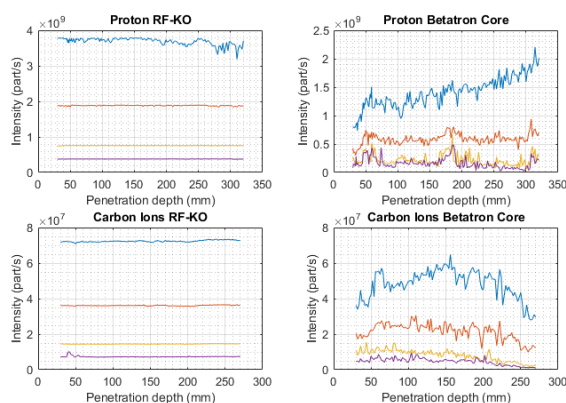 Proton RF-KO
×10⁹
Intensity (part/s)
4
3
2
1
0
0 50 100 150 200 250 300 350
Penetration depth (mm)
Proton Betatron Core
×10⁹
Intensity (part/s)
2.5
2
1.5
1
0.5
0
0 50 100 150 200 250 300 350
Penetration depth (mm)
Carbon Ions RF-KO
×10⁷
Intensity (part/s)
8
6
4
2
0
0 50 100 150 200 250 300
Penetration depth (mm)
Carbon Ions Betatron Core
×10⁷
Intensity (part/s)
8
6
4
2
0
0 50 100 150 200 250 300
Penetration depth (mm)